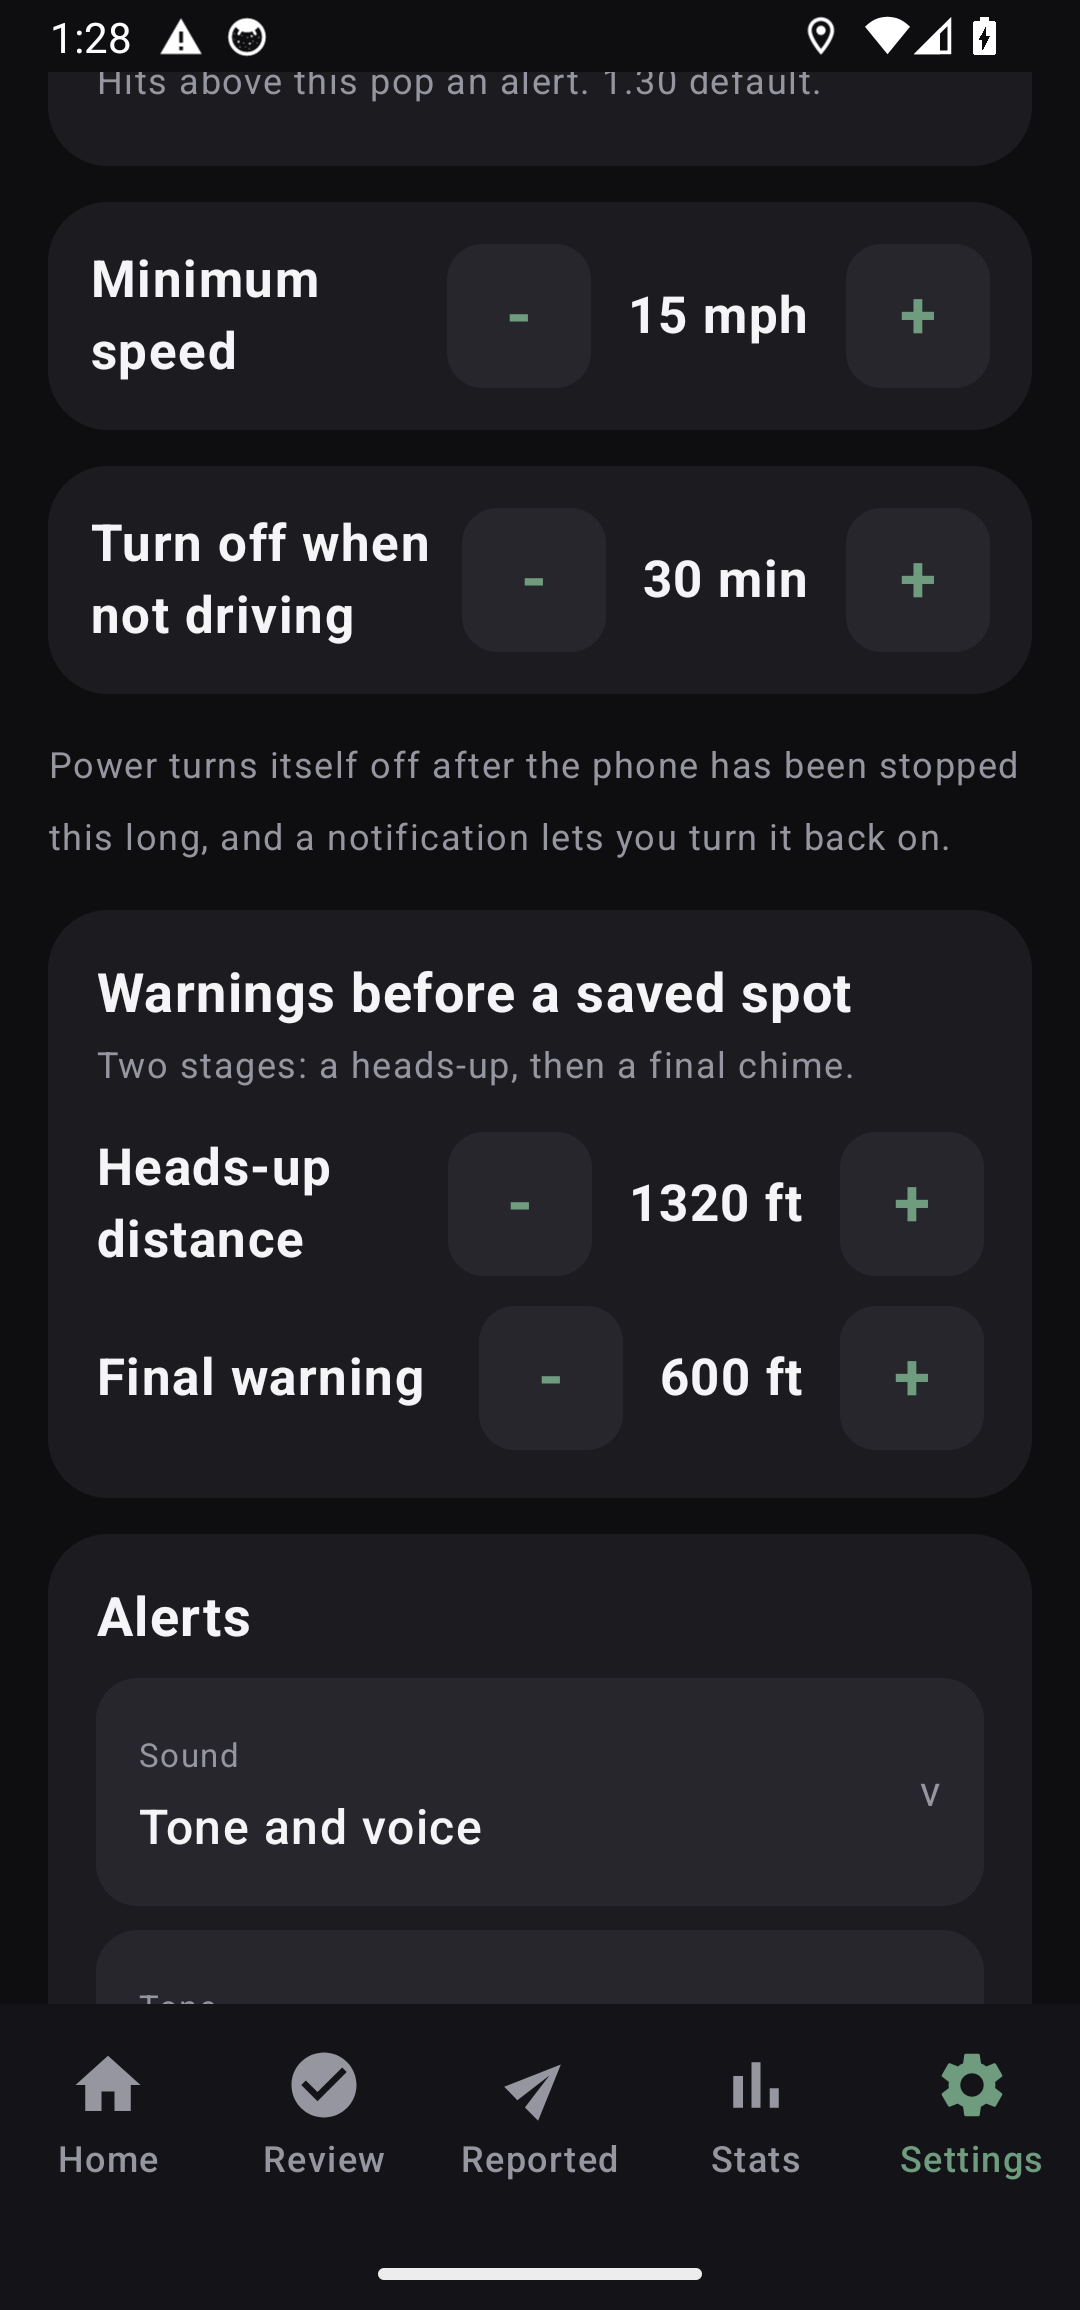 1:28
Hits above this pop an alert. 1.30 default.
Minimum
speed
- 15 mph +
Turn off when
not driving
- 30 min +
Power turns itself off after the phone has been stopped
this long, and a notification lets you turn it back on.
Warnings before a saved spot
Two stages: a heads-up, then a final chime.
Heads-up
distance
- 1320 ft +
Final warning - 600 ft +
Alerts
Sound
Tone and voice
v
Tone
Home Review Reported Stats Settings